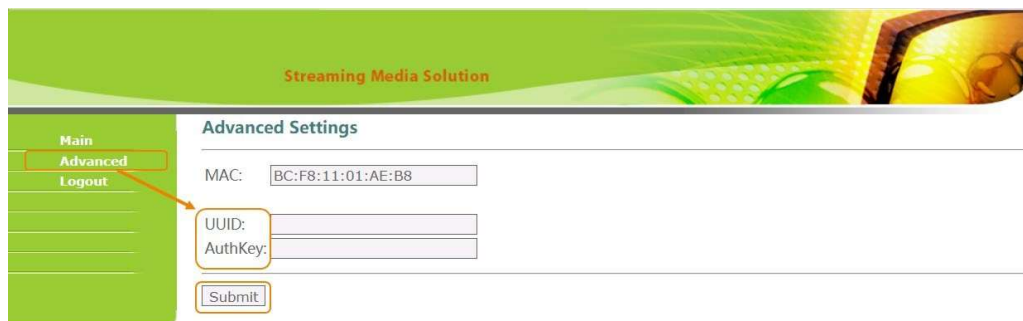 Streaming Media Solution
Main
Advanced
Logout
Advanced Settings
MAC: BC:F8:11:01:AE:B8
UUID:
AuthKey:
Submit